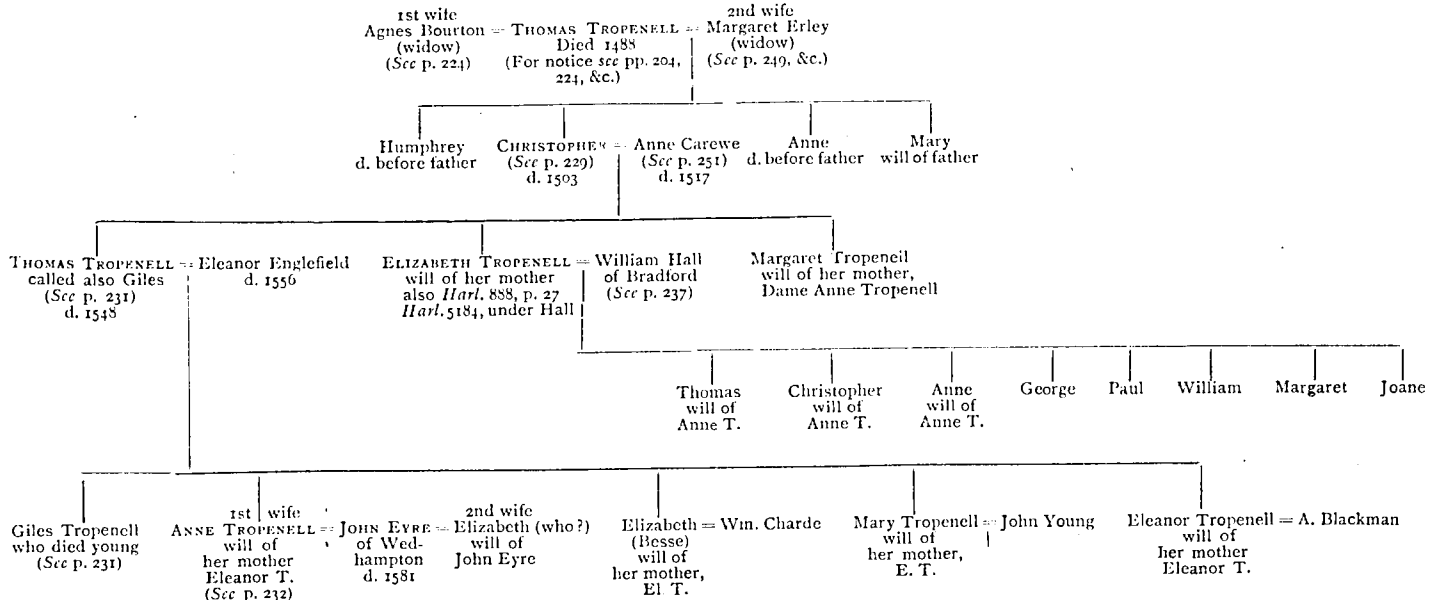 1st wife
Agnes Bourton = THOMAS TROPENELL = 2nd wife Margaret Erley
(widow) Died 1488 (widow)
(See p. 224) (For notice see pp. 204, (See p. 249, &c.)
224, &c.)
Humphrey CHRISTOPHER = Anne Carewe Anne Mary
d. before father (See p. 229) (See p. 251) d. before father will of father
d. 1503 d. 1517
THOMAS TROPENELL = Eleanor Englefield ELIZABETH TROPENELL = William Hall Margaret Tropenell
called also Giles d. 1556 will of her mother of Bradford will of her mother,
(See p. 231) also Harl. 888, p. 27 (See p. 237) Dame Anne Tropenell
d. 1548 Harl. 5184, under Hall
Thomas Christopher Anne George Paul William Margaret Joane
will of will of will of
Anne T. Anne T. Anne T.
1st wife 2nd wife
Giles Tropenell ANNE TROPENELL = JOHN EYRE = Elizabeth (who?) Elizabeth = Wm. Charde Mary Tropenell = John Young Eleanor Tropenell = A. Blackman
who died young will of of Wed- will of (Besse) will of will of
(See p. 231) her mother hampton John Eyre will of her mother, her mother
Eleanor T. d. 1581 her mother, E. T. Eleanor T.
(See p. 232) El T.